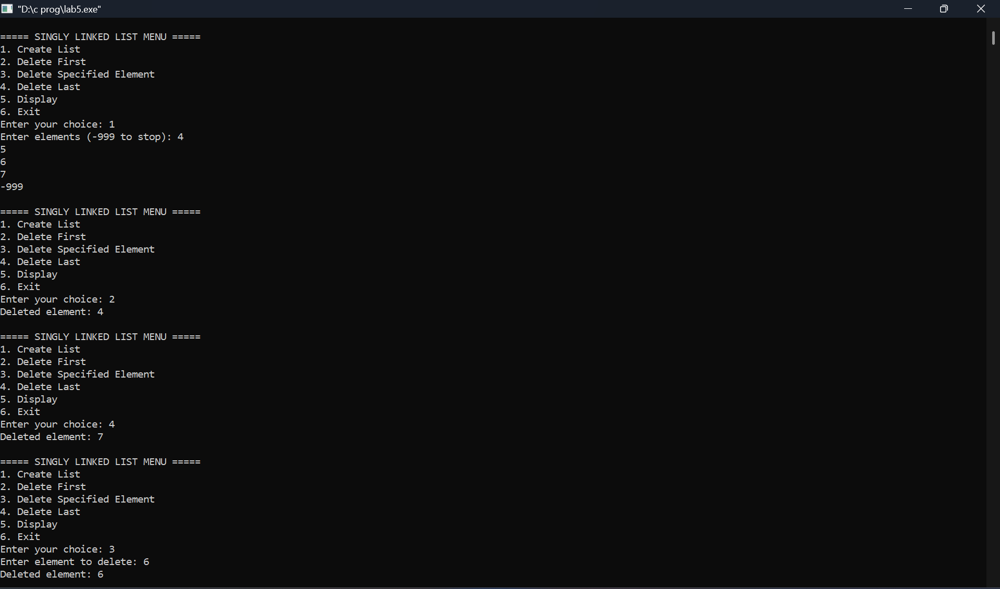 "D:\c prog\lab5.exe"
===== SINGLY LINKED LIST MENU =====
1. Create List
2. Delete First
3. Delete Specified Element
4. Delete Last
5. Display
6. Exit
Enter your choice: 1
Enter elements (-999 to stop): 4
5
6
7
-999
===== SINGLY LINKED LIST MENU =====
1. Create List
2. Delete First
3. Delete Specified Element
4. Delete Last
5. Display
6. Exit
Enter your choice: 2
Deleted element: 4
===== SINGLY LINKED LIST MENU =====
1. Create List
2. Delete First
3. Delete Specified Element
4. Delete Last
5. Display
6. Exit
Enter your choice: 4
Deleted element: 7
===== SINGLY LINKED LIST MENU =====
1. Create List
2. Delete First
3. Delete Specified Element
4. Delete Last
5. Display
6. Exit
Enter your choice: 3
Enter element to delete: 6
Deleted element: 6